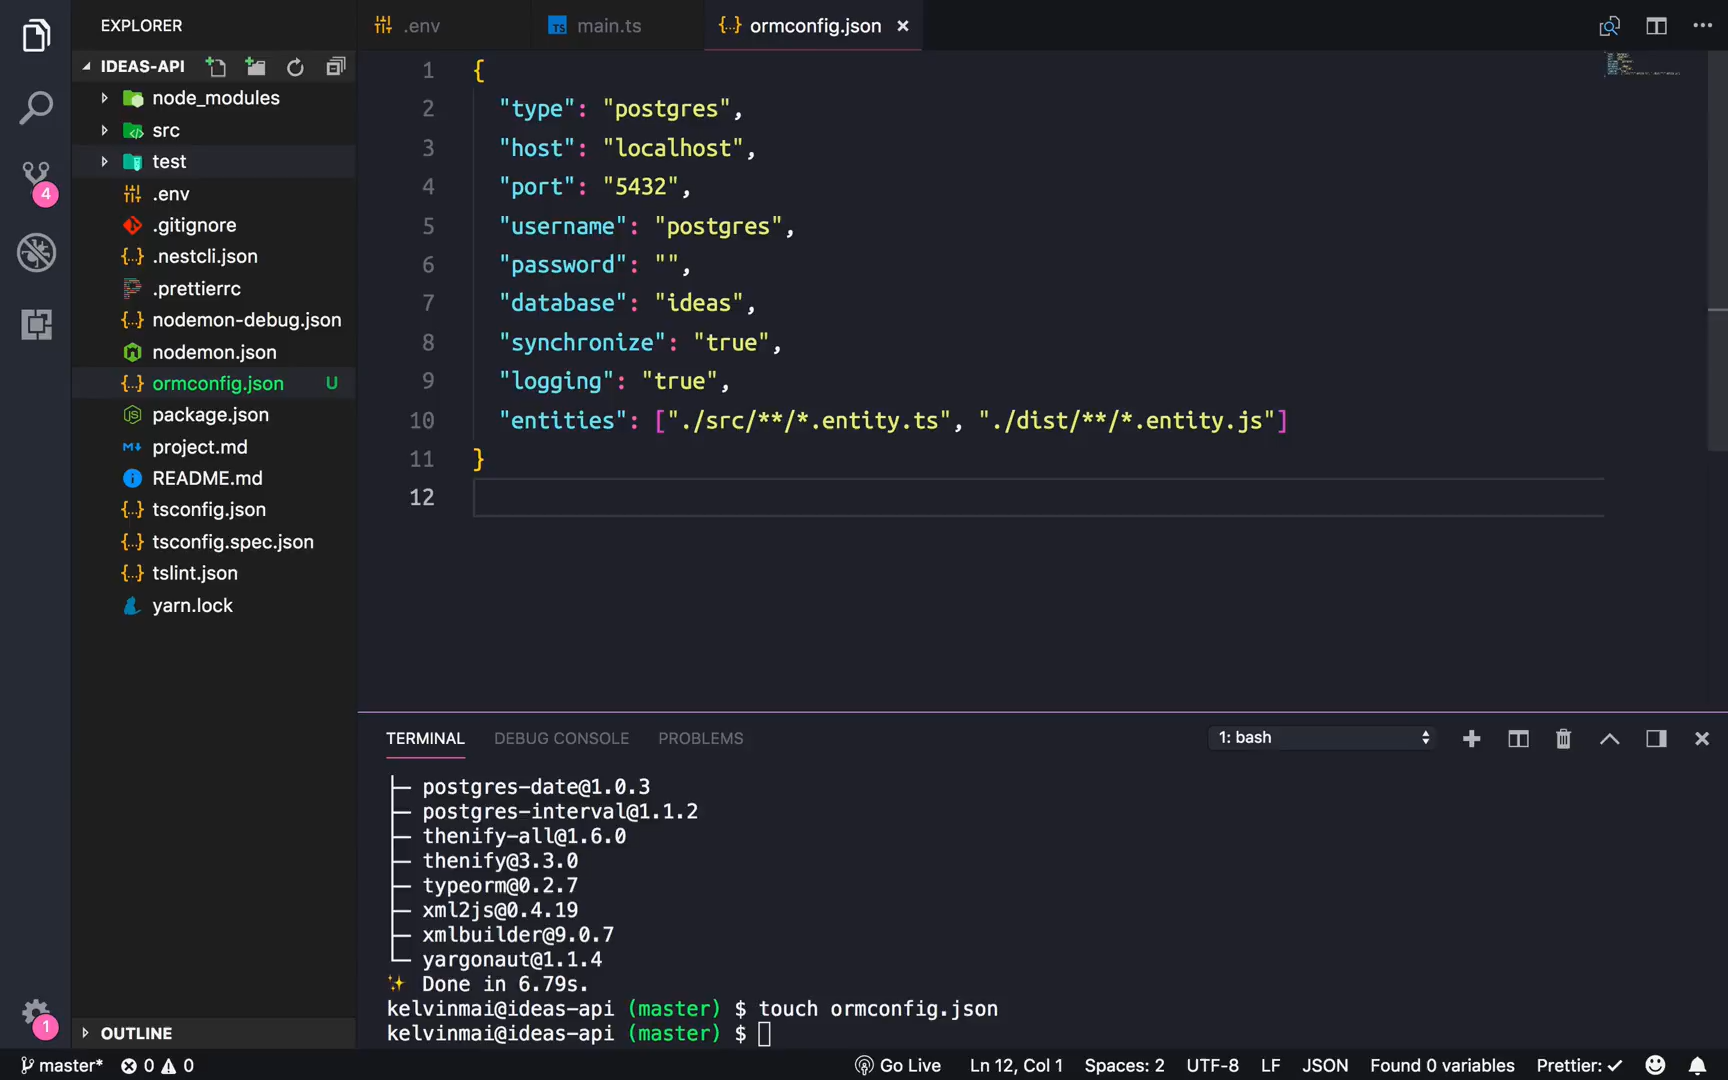 EXPLORER
.env
main.ts
ormconfig.json
IDEAS-API
node_modules
src
test
.env
.gitignore
.nestcli.json
.prettierrc
nodemon-debug.json
nodemon.json
ormconfig.json U
package.json
project.md
README.md
tsconfig.json
tsconfig.spec.json
tslint.json
yarn.lock
OUTLINE
4
1
1 {
2 "type": "postgres",
3 "host": "localhost",
4 "port": "5432",
5 "username": "postgres",
6 "password": "",
7 "database": "ideas",
8 "synchronize": "true",
9 "logging": "true",
10 "entities": ["./src/**/*.entity.ts", "./dist/**/*.entity.js"]
11 }
12
TERMINAL DEBUG CONSOLE PROBLEMS
1: bash
├─ postgres-date@1.0.3
├─ postgres-interval@1.1.2
├─ thenify-all@1.6.0
├─ thenify@3.3.0
├─ typeorm@0.2.7
├─ xml2js@0.4.19
├─ xmlbuilder@9.0.7
└─ yargonaut@1.1.4
✨ Done in 6.79s.
kelvinmai@ideas-api (master) $ touch ormconfig.json
kelvinmai@ideas-api (master) $
master* 0 0 Go Live Ln 12, Col 1 Spaces: 2 UTF-8 LF JSON Found 0 variables Prettier: ✓